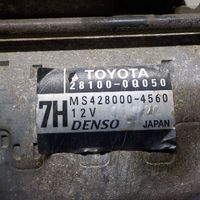 TOYOTA
28100-0Q050
7H MS428000-4560
12V
DENSO JAPAN